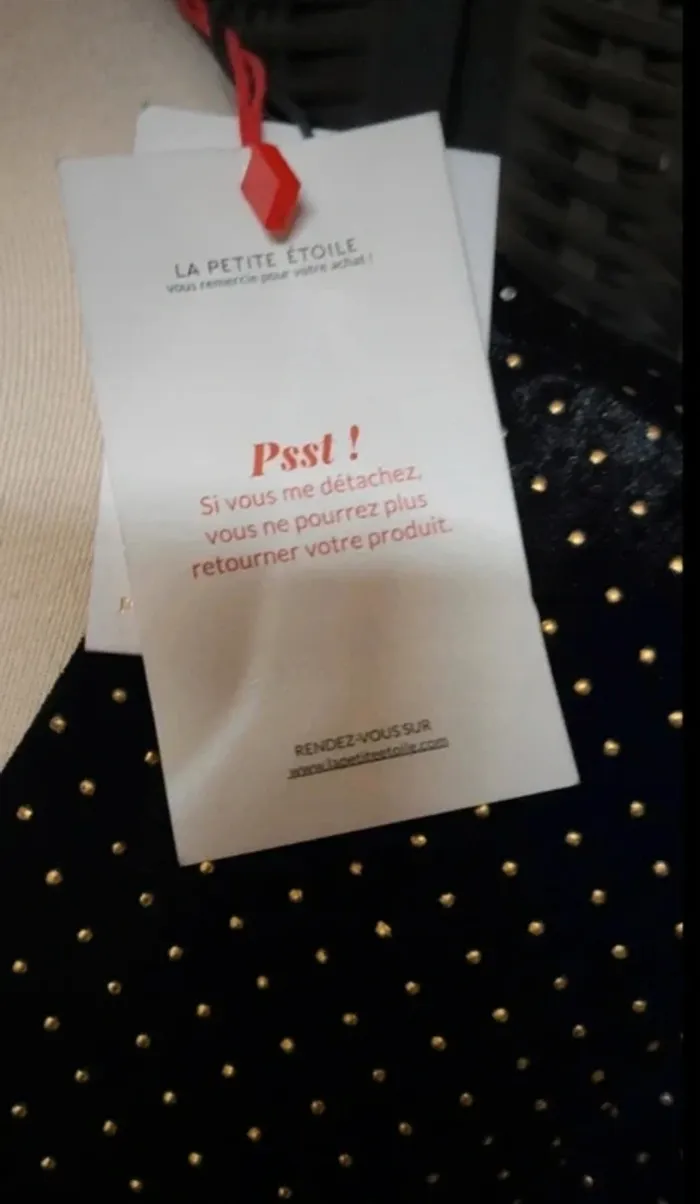 LA PETITE ÉTOILE
vous remercie pour votre achat !
Psst !
Si vous me détachez,
vous ne pourrez plus
retourner votre produit.
RENDEZ-VOUS SUR
www.lapetiteetoile.com